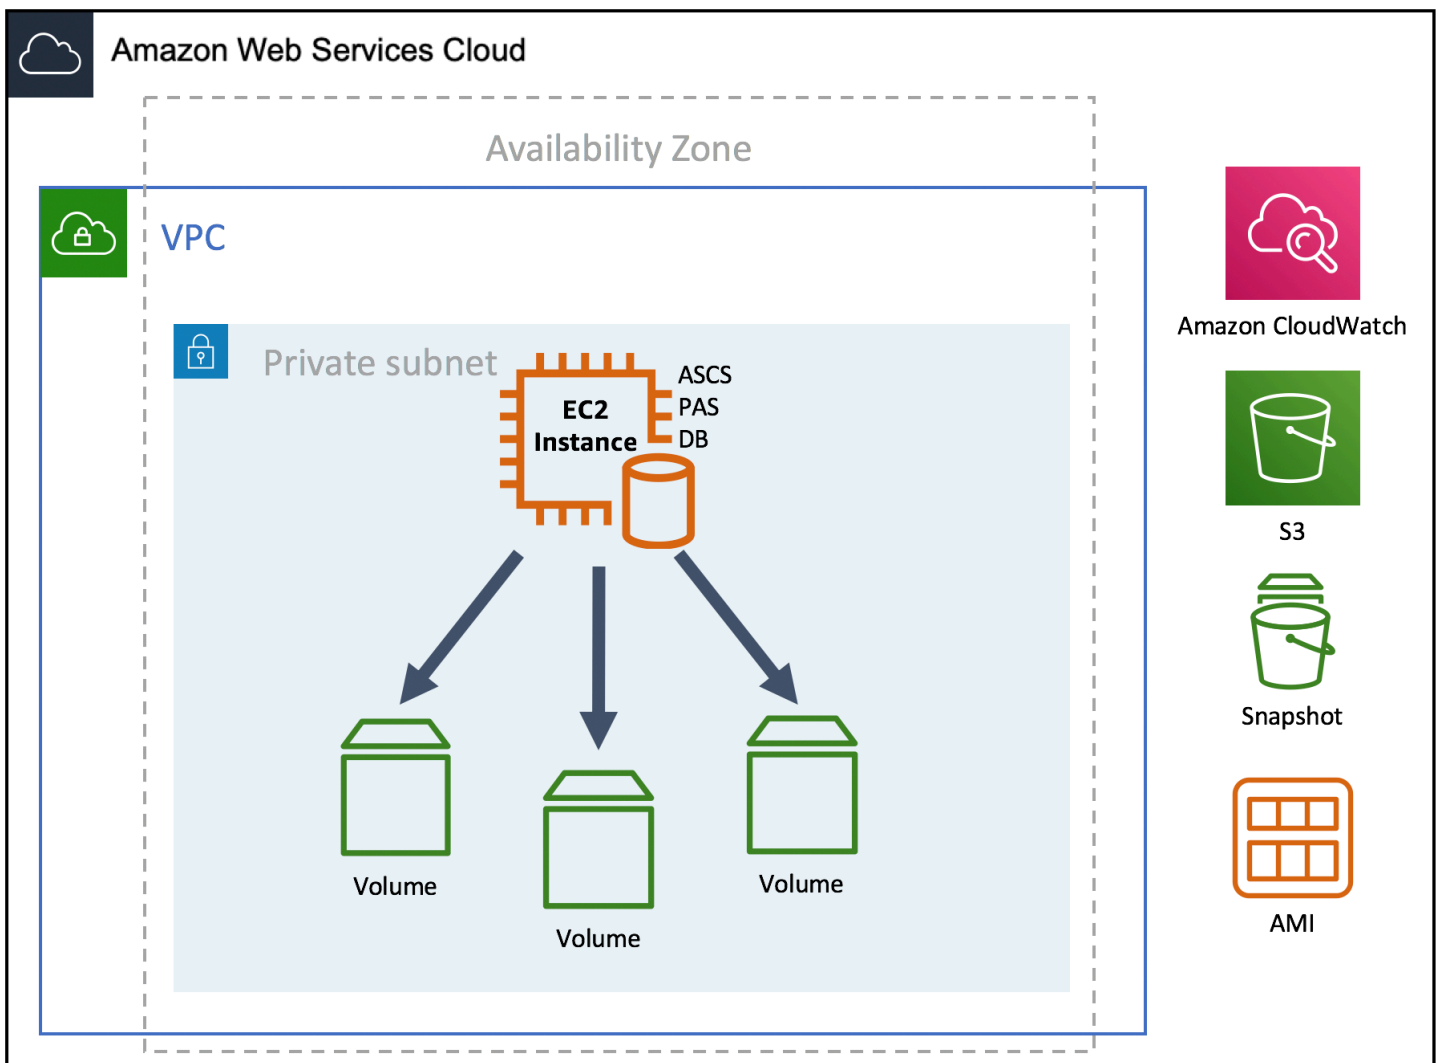 Amazon Web Services Cloud
Availability Zone
VPC
Private subnet
EC2
Instance
ASCS
PAS
DB
Volume
Volume
Volume
Amazon CloudWatch
S3
Snapshot
AMI